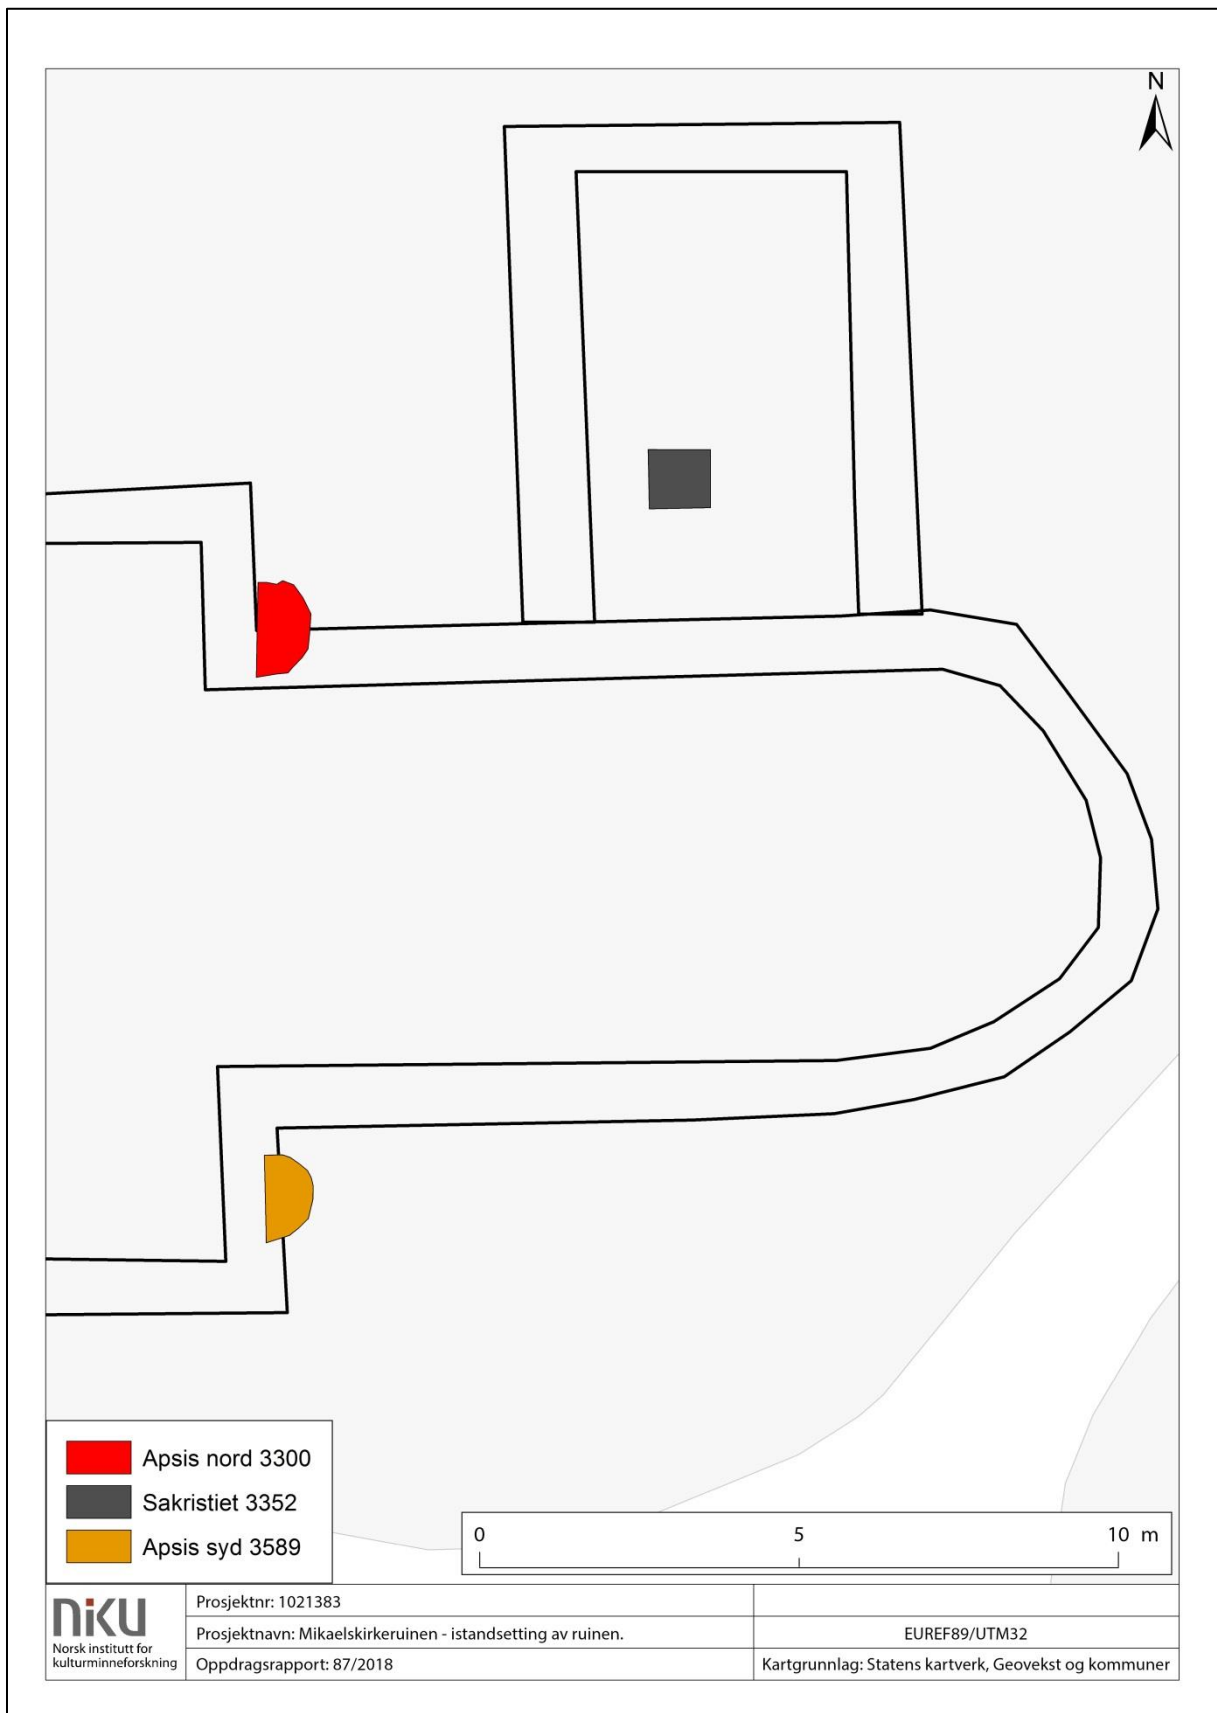 N
Apsis nord 3300
Sakristiet 3352
Apsis syd 3589
0 5 10 m
niku
Norsk institutt for
kulturminneforskning
Prosjektnr: 1021383
Prosjektnavn: Mikaelskirkeruinen - istandsetting av ruinen.
EUREF89/UTM32
Oppdragsrapport: 87/2018
Kartgrunnlag: Statens kartverk, Geovekst og kommuner